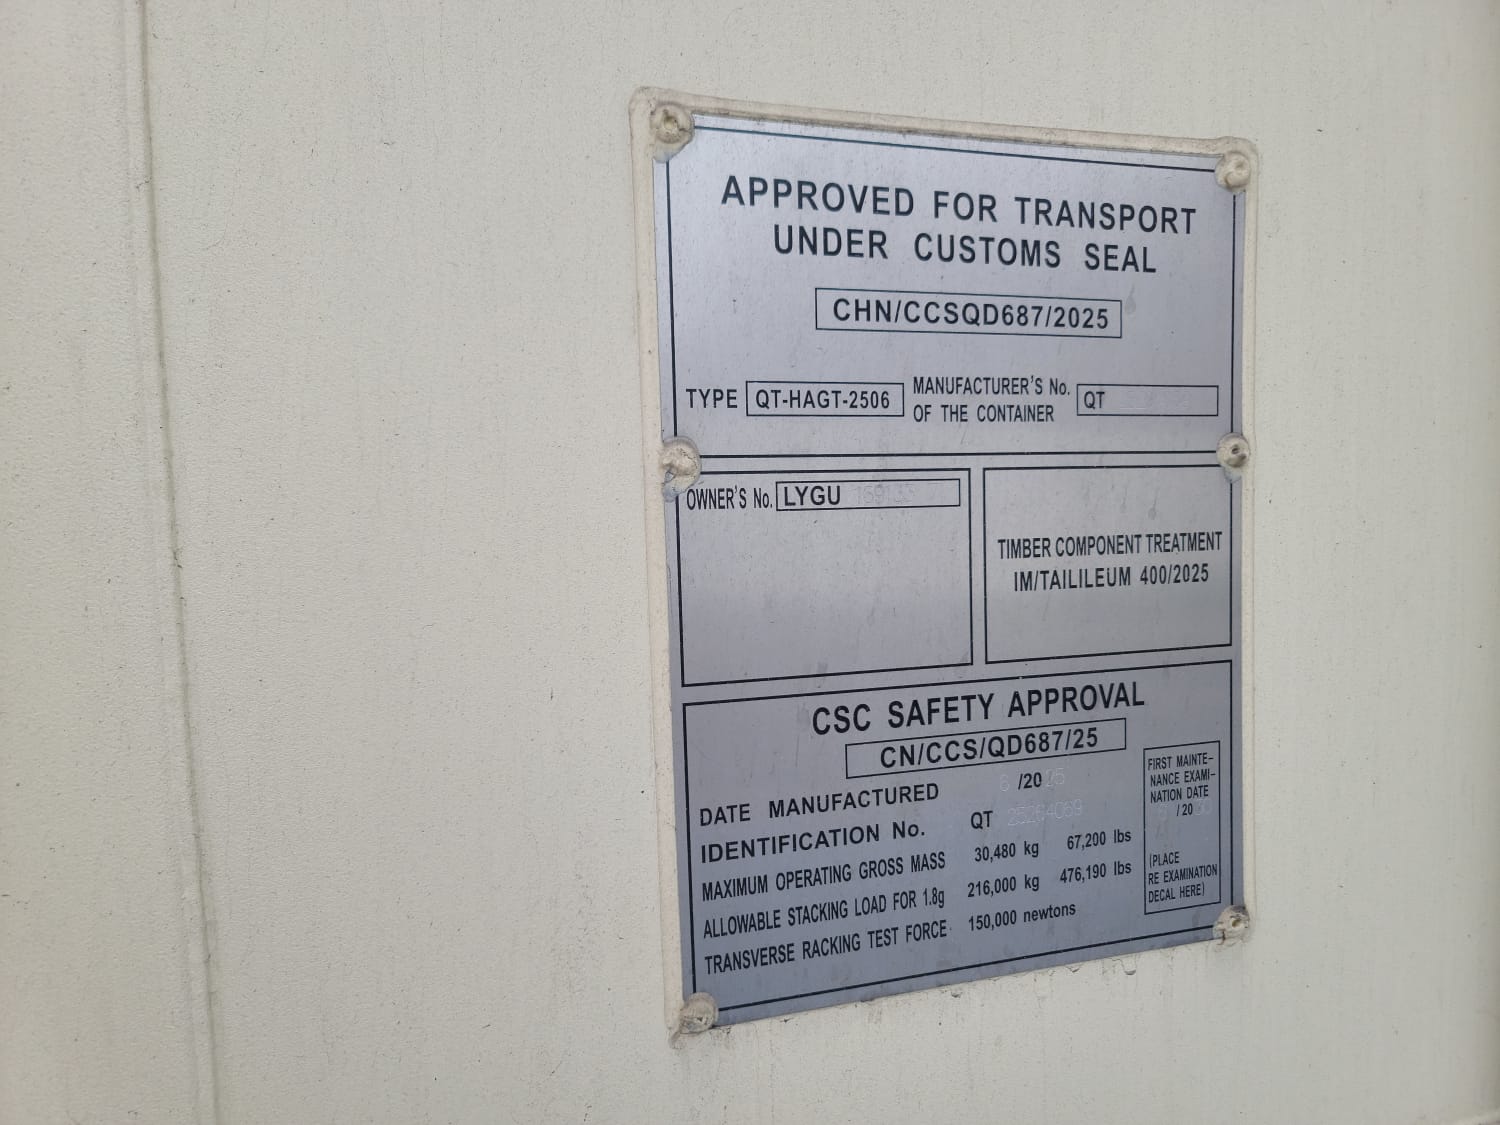 APPROVED FOR TRANSPORT
UNDER CUSTOMS SEAL
CHN/CCSQD687/2025
TYPE QT-HAGT-2506 MANUFACTURER'S No.
OF THE CONTAINER QT
OWNER'S No. LYGU
TIMBER COMPONENT TREATMENT
IM/TAILILEUM 400/2025
CSC SAFETY APPROVAL
CN/CCS/QD687/25
DATE MANUFACTURED 6 /2025
IDENTIFICATION No. QT
MAXIMUM OPERATING GROSS MASS 30,480 kg 67,200 lbs
ALLOWABLE STACKING LOAD FOR 1.8g 216,000 kg 476,190 lbs
TRANSVERSE RACKING TEST FORCE 150,000 newtons
FIRST MAINTE-
NANCE EXAMI-
NATION DATE
/20
(PLACE
RE EXAMINATION
DECAL HERE)